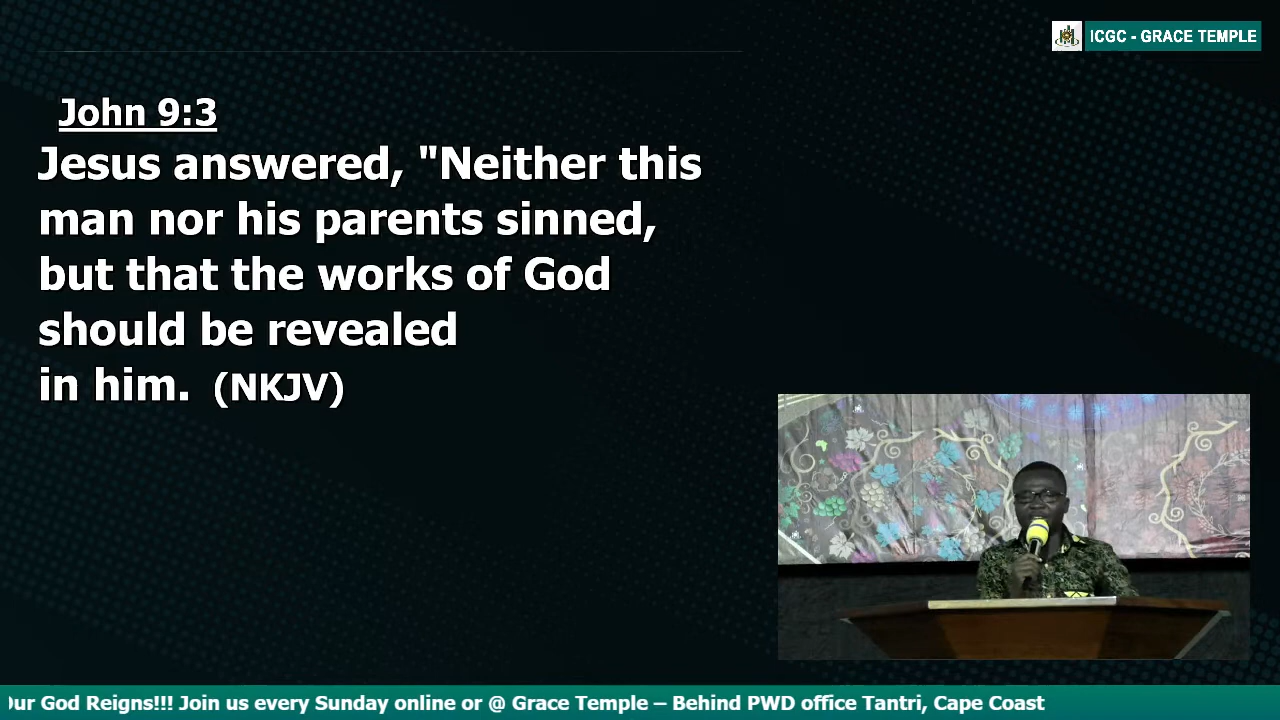 ICGC - GRACE TEMPLE
John 9:3
Jesus answered, "Neither this
man nor his parents sinned,
but that the works of God
should be revealed
in him. (NKJV)
Our God Reigns!!! Join us every Sunday online or @ Grace Temple – Behind PWD office Tantri, Cape Coast